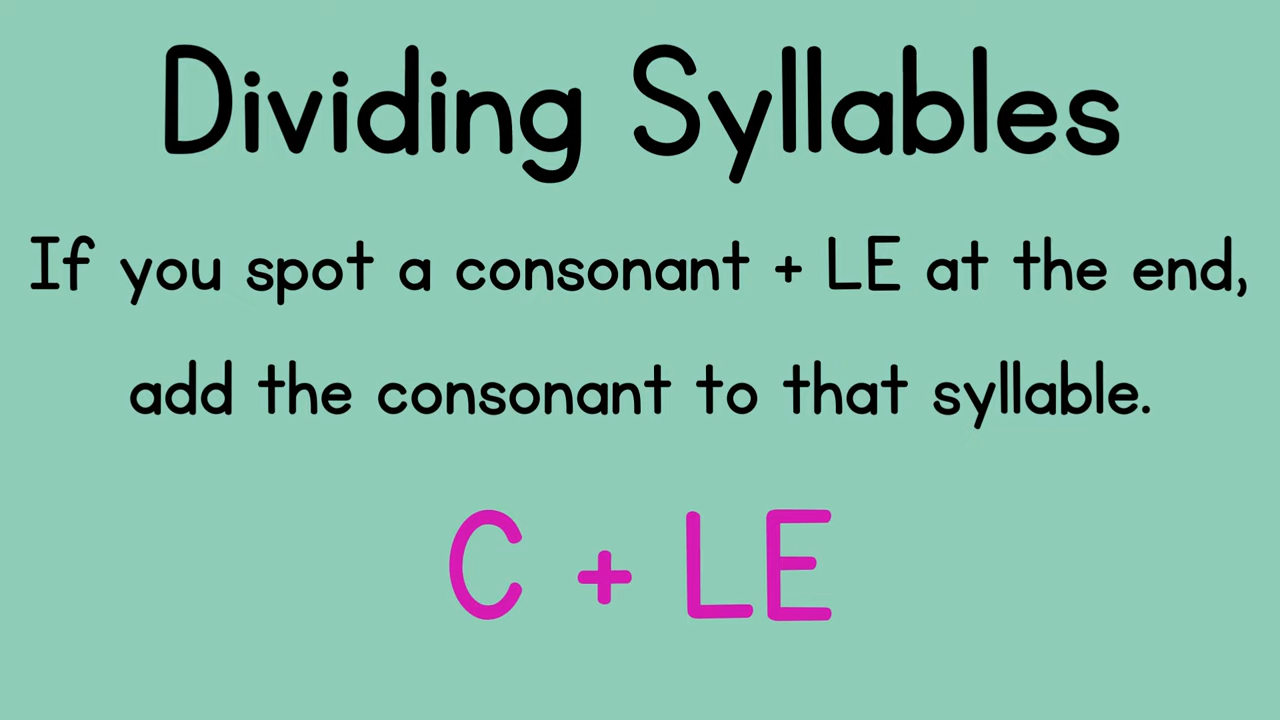 Dividing Syllables
If you spot a consonant + LE at the end,
add the consonant to that syllable.
C + LE